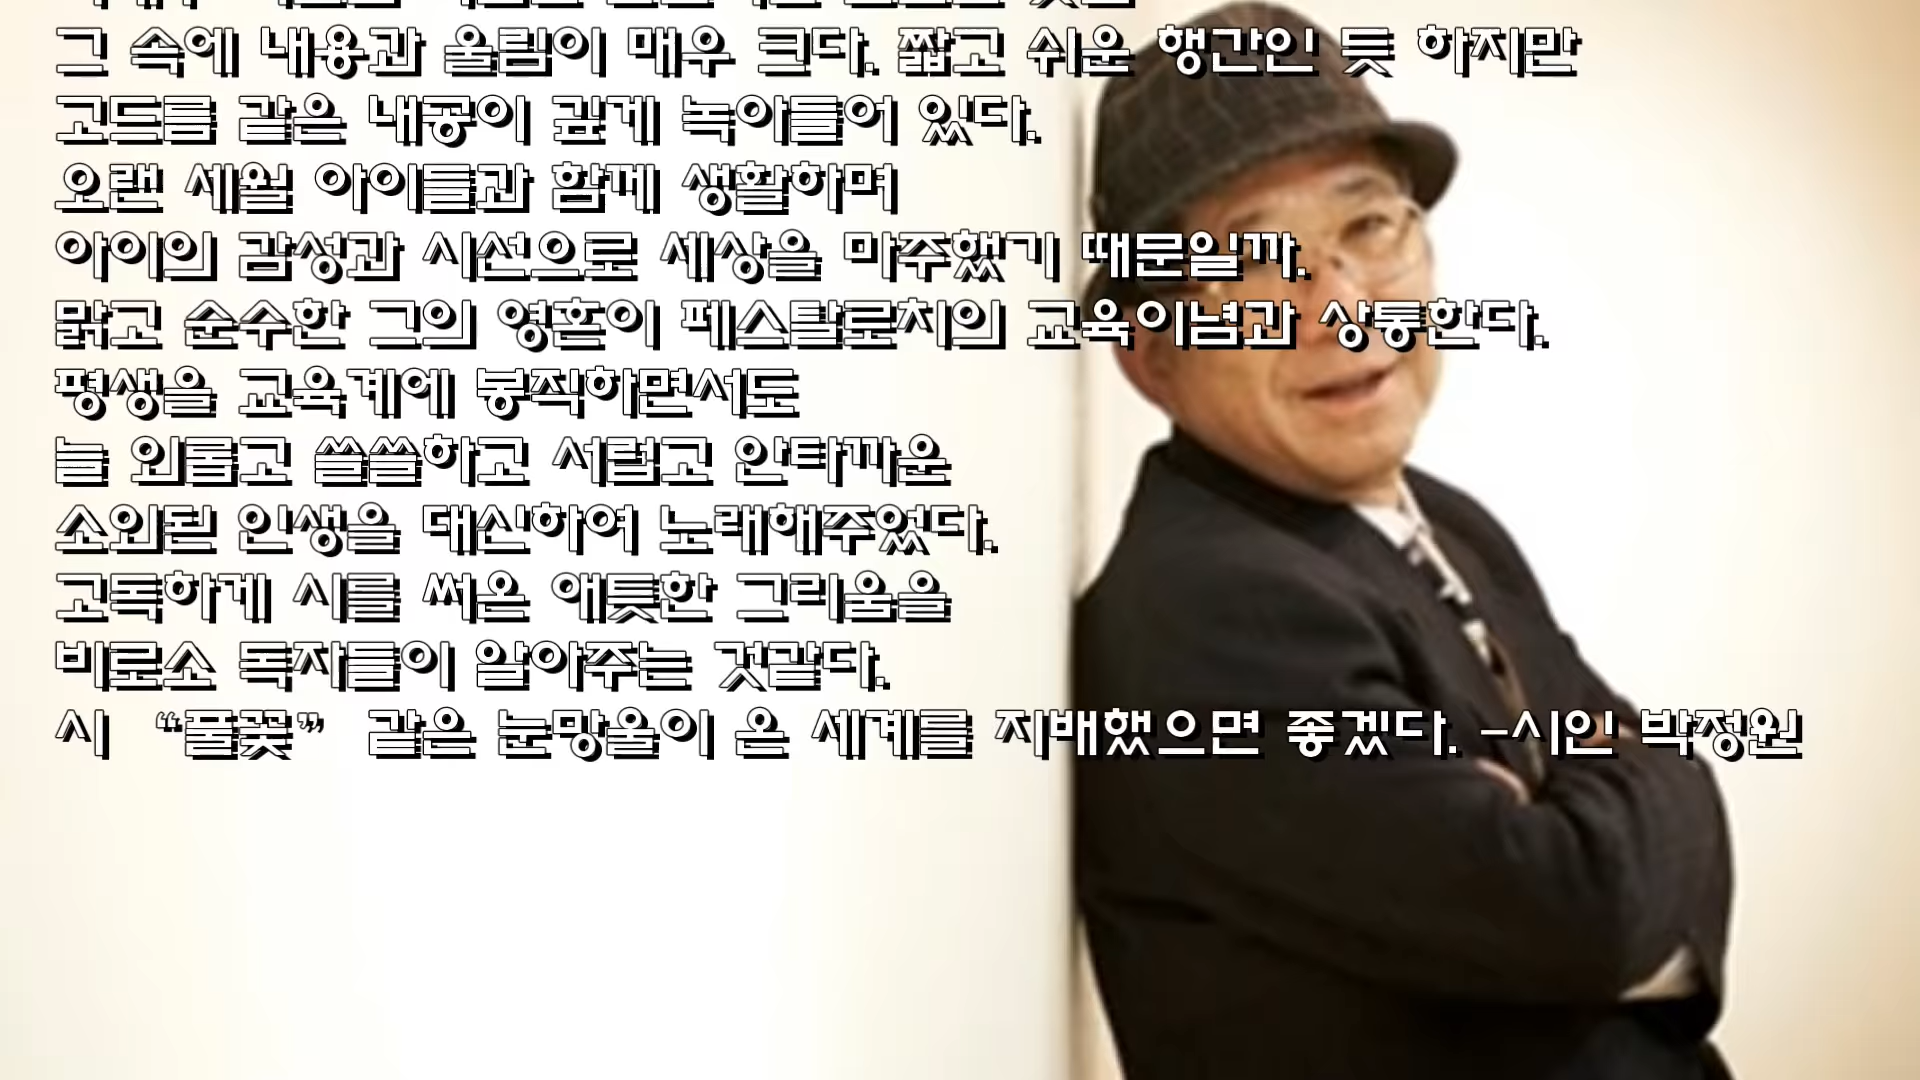 그 속에 내용과 울림이 매우 크다. 짧고 쉬운 행간인 듯 하지만
고드름 같은 내공이 깊게 녹아들어 있다.
오랜 세월 아이들과 함께 생활하며
아이의 감성과 시선으로 세상을 마주했기 때문일까.
맑고 순수한 그의 영혼이 페스탈로치의 교육이념과 상통한다.
평생을 교육계에 봉직하면서도
늘 외롭고 쓸쓸하고 서럽고 안타까운
소외된 인생을 대신하여 노래해주었다.
고독하게 시를 써온 애틋한 그리움을
비로소 독자들이 알아주는 것같다.
시 “풀꽃” 같은 눈망울이 온 세계를 지배했으면 좋겠다. -시인 박정원